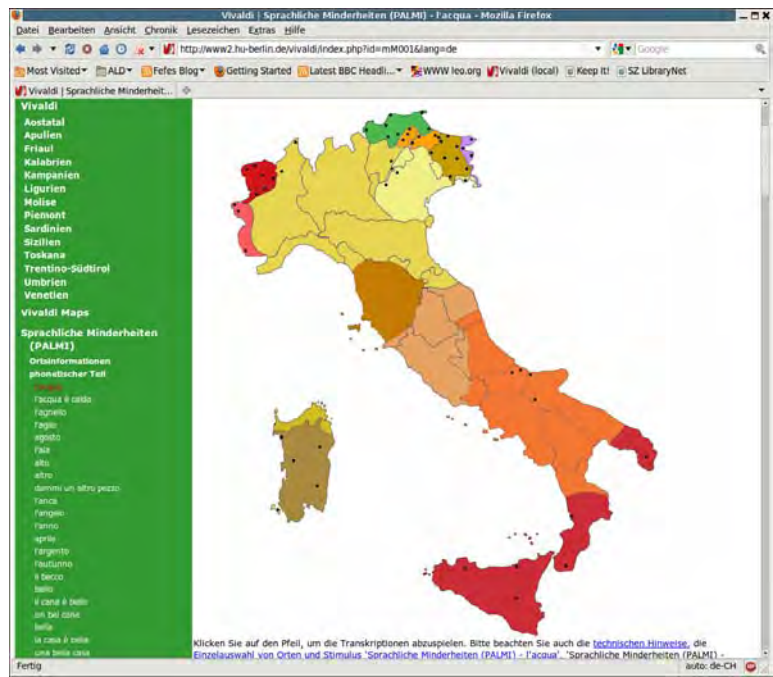 Vivaldi | Sprachliche Minderheiten (PALMI) - l'acqua - Mozilla Firefox
Datei Bearbeiten Ansicht Chronik Lesezeichen Extras Hilfe
http://www2.hu-berlin.de/vivaldi/index.php?id=mM001&lang=de
Google
Most Visited ALD Fefes Blog Getting Started Latest BBC Headli... WWW leo.org Vivaldi (local) Keep It! SZ LibraryNet
Vivaldi | Sprachliche Minderheit...
Vivaldi
Aostatal
Apulien
Friaul
Kalabrien
Kampanien
Ligurien
Molise
Piemont
Sardinien
Sizilien
Toskana
Trentino-Südtirol
Umbrien
Venetien
Vivaldi Maps
Sprachliche Minderheiten
(PALMI)
Ortsinformationen
phonetischer Teil
l'acqua è calda
l'agnello
l'aglio
agosto
l'ala
alto
altro
dammi un altro pezzo
l'anca
l'angelo
l'anno
aprile
l'argento
l'autunno
il becco
bello
il cane è bello
un bel cane
bella
la casa è bella
una bella casa
Klicken Sie auf den Pfeil, um die Transkriptionen abzuspielen. Bitte beachten Sie auch die technischen Hinweise, die
Einzelauswahl von Orten und Stimulus 'Sprachliche Minderheiten (PALMI) - l'acqua', 'Sprachliche Minderheiten (PALMI) -
Fertig
auto: de-CH